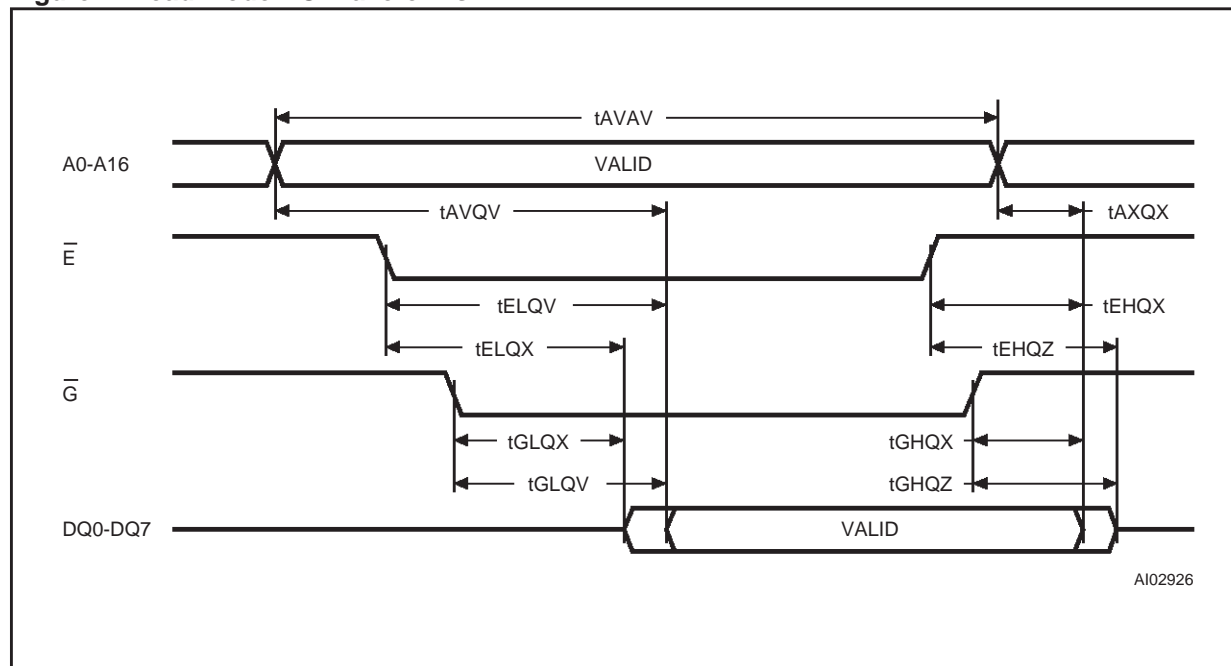 tAVAV
A0-A16 VALID
tAVQV tAXQX
E
tELQV tEHQX
tELQX tEHQZ
G
tGLQX tGHQX
tGLQV tGHQZ
DQ0-DQ7 VALID
AI02926